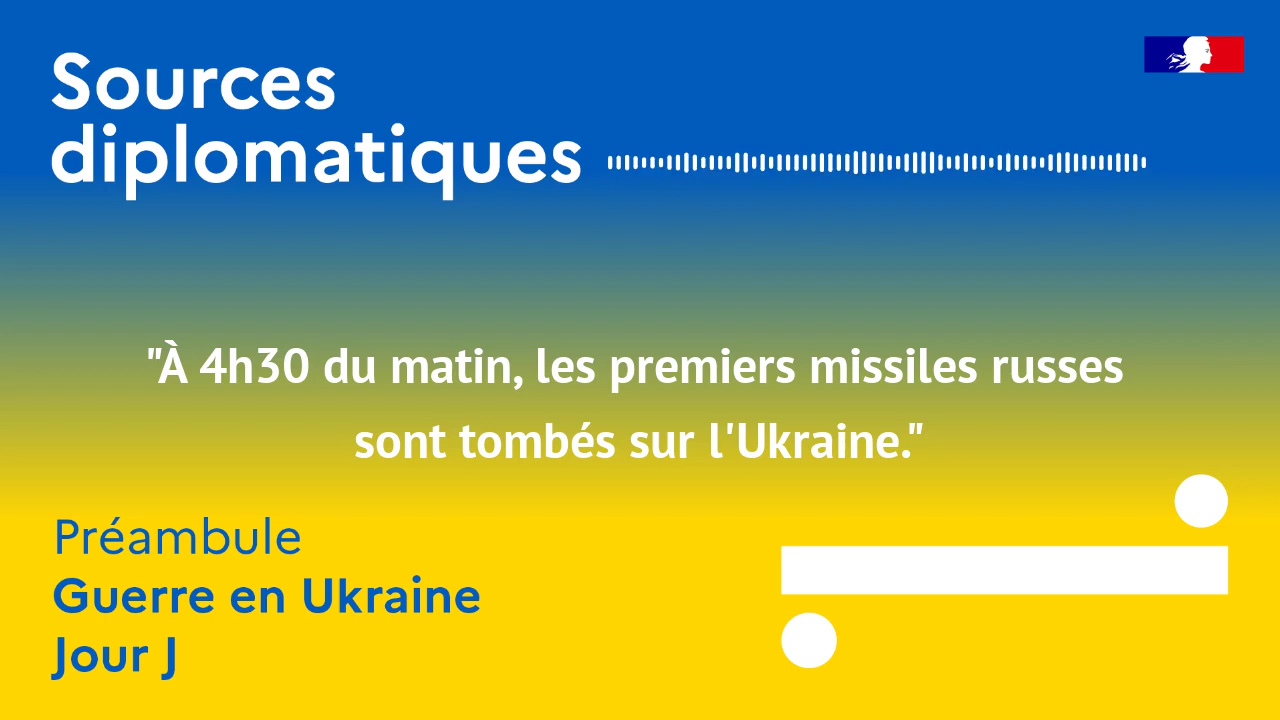 Sources
diplomatiques
"À 4h30 du matin, les premiers missiles russes
sont tombés sur l'Ukraine."
Préambule
Guerre en Ukraine
Jour J